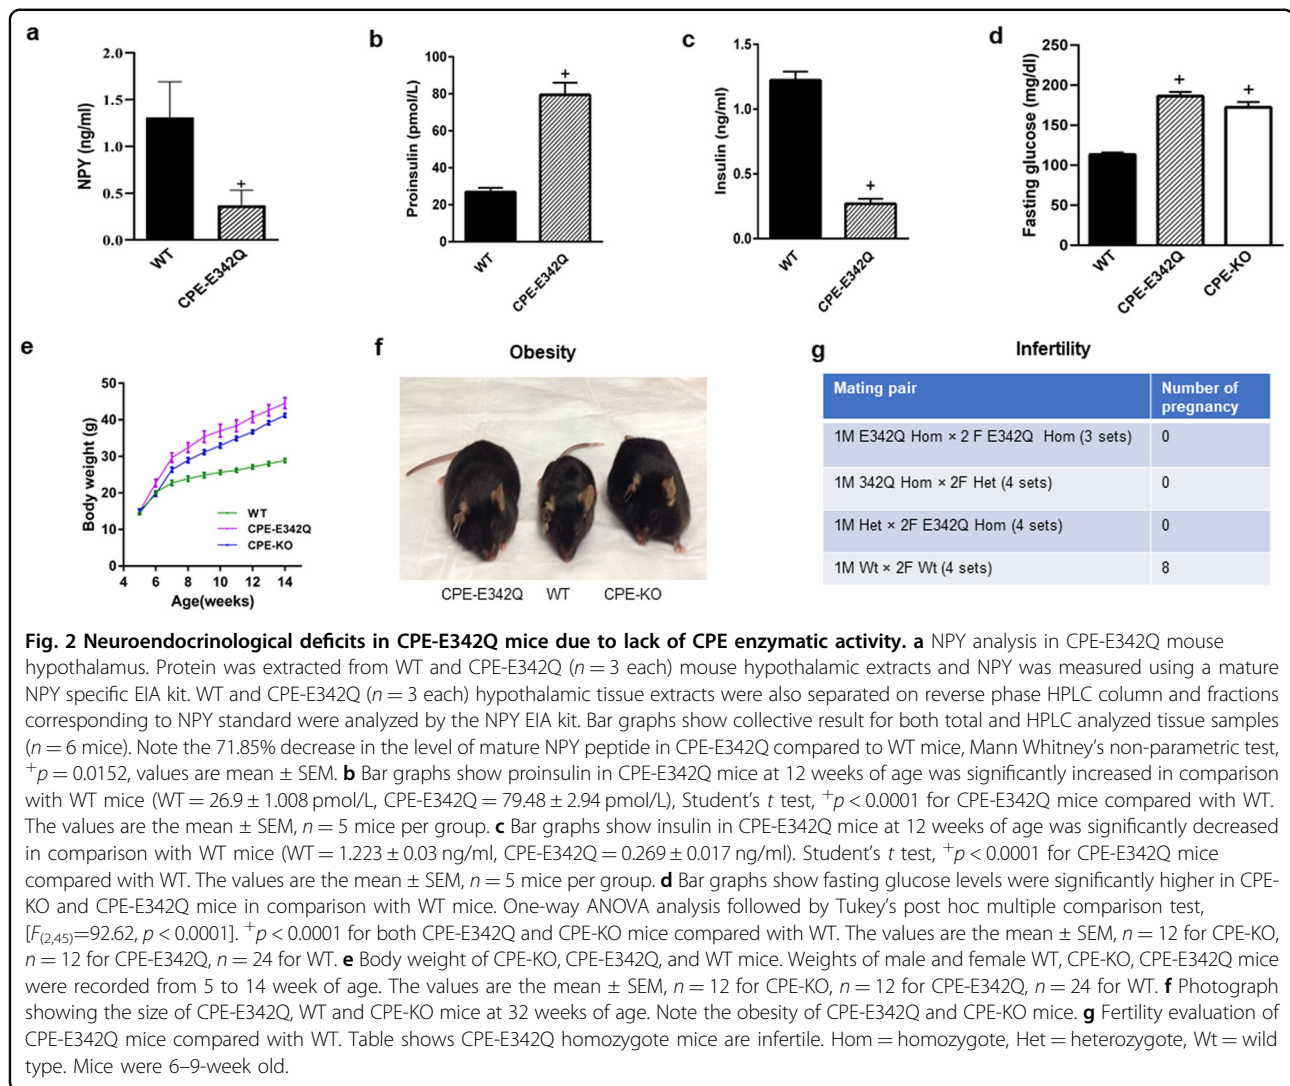 a
2.0
1.5
1.0
0.5
0.0
NPY (ng/ml)
+
WT
CPE-E342Q
b
100
80
60
40
20
0
Proinsulin (pmol/L)
+
WT
CPE-E342Q
c
1.5
1.0
0.5
0.0
Insulin (ng/ml)
+
WT
CPE-E342Q
d
250
200
150
100
50
0
Fasting glucose (mg/dl)
+
+
WT
CPE-E342Q
CPE-KO
e
50
40
30
20
10
0
Body weight (g)
WT
CPE-E342Q
CPE-KO
4 6 8 10 12 14
Age(weeks)
f
Obesity
CPE-E342Q WT CPE-KO
g
Infertility
Mating pair Number of
pregnancy
1M E342Q Hom × 2 F E342Q Hom (3 sets) 0
1M 342Q Hom × 2F Het (4 sets) 0
1M Het × 2F E342Q Hom (4 sets) 0
1M Wt × 2F Wt (4 sets) 8
Fig. 2 Neuroendocrinological deficits in CPE-E342Q mice due to lack of CPE enzymatic activity. a NPY analysis in CPE-E342Q mouse
hypothalamus. Protein was extracted from WT and CPE-E342Q (n = 3 each) mouse hypothalamic extracts and NPY was measured using a mature
NPY specific EIA kit. WT and CPE-E342Q (n = 3 each) hypothalamic tissue extracts were also separated on reverse phase HPLC column and fractions
corresponding to NPY standard were analyzed by the NPY EIA kit. Bar graphs show collective result for both total and HPLC analyzed tissue samples
(n = 6 mice). Note the 71.85% decrease in the level of mature NPY peptide in CPE-E342Q compared to WT mice, Mann Whitney's non-parametric test,
+p = 0.0152, values are mean ± SEM. b Bar graphs show proinsulin in CPE-E342Q mice at 12 weeks of age was significantly increased in comparison
with WT mice (WT = 26.9 ± 1.008 pmol/L, CPE-E342Q = 79.48 ± 2.94 pmol/L), Student's t test, +p < 0.0001 for CPE-E342Q mice compared with WT.
The values are the mean ± SEM, n = 5 mice per group. c Bar graphs show insulin in CPE-E342Q mice at 12 weeks of age was significantly decreased
in comparison with WT mice (WT = 1.223 ± 0.03 ng/ml, CPE-E342Q = 0.269 ± 0.017 ng/ml). Student's t test, +p < 0.0001 for CPE-E342Q mice
compared with WT. The values are the mean ± SEM, n = 5 mice per group. d Bar graphs show fasting glucose levels were significantly higher in CPE-
KO and CPE-E342Q mice in comparison with WT mice. One-way ANOVA analysis followed by Tukey's post hoc multiple comparison test,
[F(2,45)=92.62, p < 0.0001]. +p < 0.0001 for both CPE-E342Q and CPE-KO mice compared with WT. The values are the mean ± SEM, n = 12 for CPE-KO,
n = 12 for CPE-E342Q, n = 24 for WT. e Body weight of CPE-KO, CPE-E342Q, and WT mice. Weights of male and female WT, CPE-KO, CPE-E342Q mice
were recorded from 5 to 14 week of age. The values are the mean ± SEM, n = 12 for CPE-KO, n = 12 for CPE-E342Q, n = 24 for WT. f Photograph
showing the size of CPE-E342Q, WT and CPE-KO mice at 32 weeks of age. Note the obesity of CPE-E342Q and CPE-KO mice. g Fertility evaluation of
CPE-E342Q mice compared with WT. Table shows CPE-E342Q homozygote mice are infertile. Hom = homozygote, Het = heterozygote, Wt = wild
type. Mice were 6–9-week old.